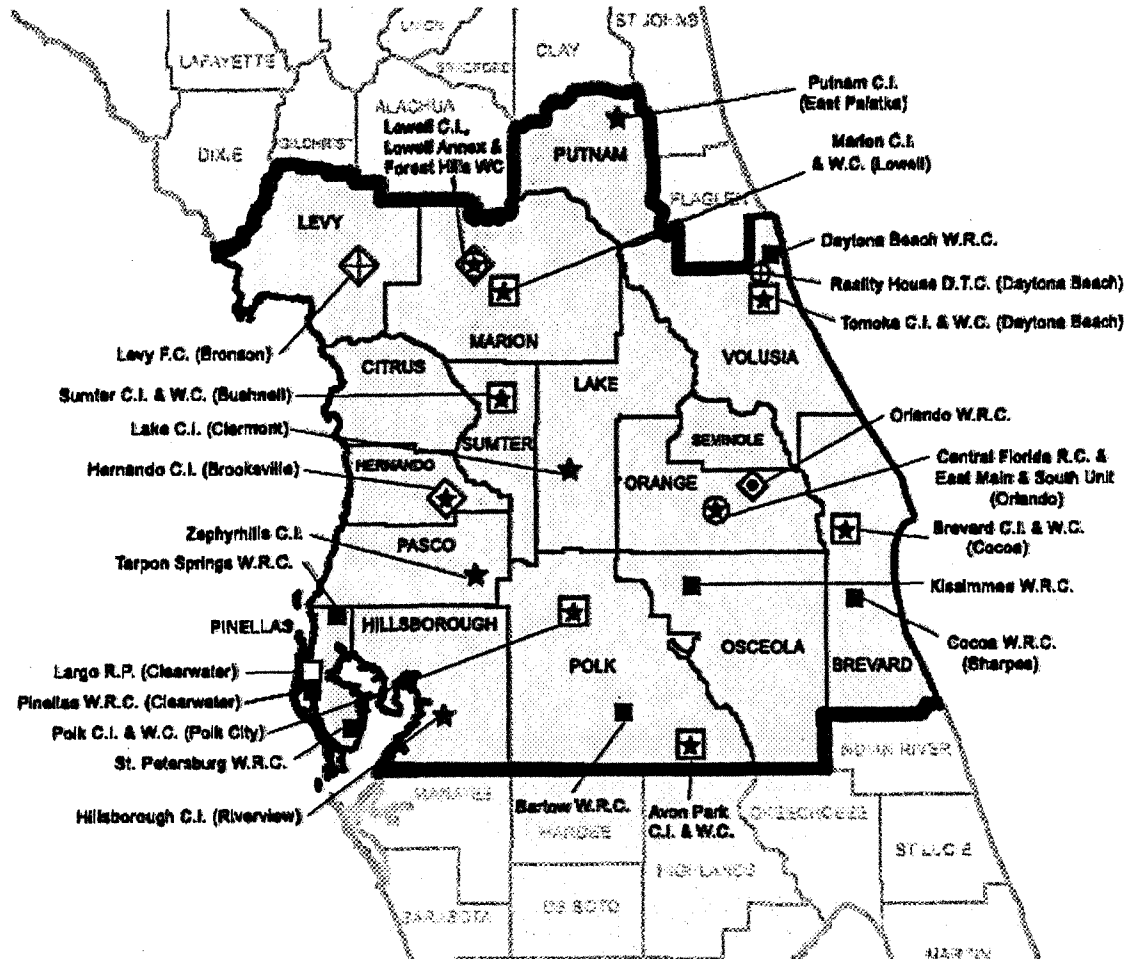 ST JOHNS
UNION
CLAY
LAFAYETTE
BRADFORD
Putnam C.I.
(East Palatka)
ALACHUA
Lowell C.I.,
Lowell Annex &
Forest Hills WC
GILCHRIST
DIXIE
PUTNAM
Marion C.I.
& W.C. (Lowell)
FLAGLER
LEVY
Daytona Beach W.R.C.
Reality House D.T.C. (Daytona Beach)
Tomoka C.I. & W.C. (Daytona Beach)
MARION
VOLUSIA
Levy F.C. (Bronson)
CITRUS
LAKE
Sumter C.I. & W.C. (Bushnell)
Orlando W.R.C.
Lake C.I. (Clermont)
SUMTER
SEMINOLE
Hernando C.I. (Brooksville)
HERNANDO
ORANGE
Central Florida R.C. &
East Main & South Unit
(Orlando)
Zephyrhills C.I.
PASCO
Brevard C.I. & W.C.
(Cocoa)
Tarpon Springs W.R.C.
Kissimmee W.R.C.
PINELLAS
HILLSBOROUGH
Cocoa W.R.C.
(Sharpes)
OSCEOLA
POLK
BREVARD
Largo R.P. (Clearwater)
Pinellas W.R.C. (Clearwater)
Polk C.I. & W.C. (Polk City)
St. Petersburg W.R.C.
INDIAN RIVER
Hillsborough C.I. (Riverview)
MANATEE
Bartow W.R.C.
HARDEE
Avon Park
C.I. & W.C.
OKEECHOBEE
ST LUCIE
HIGHLANDS
SARASOTA
DE SOTO
MARTIN